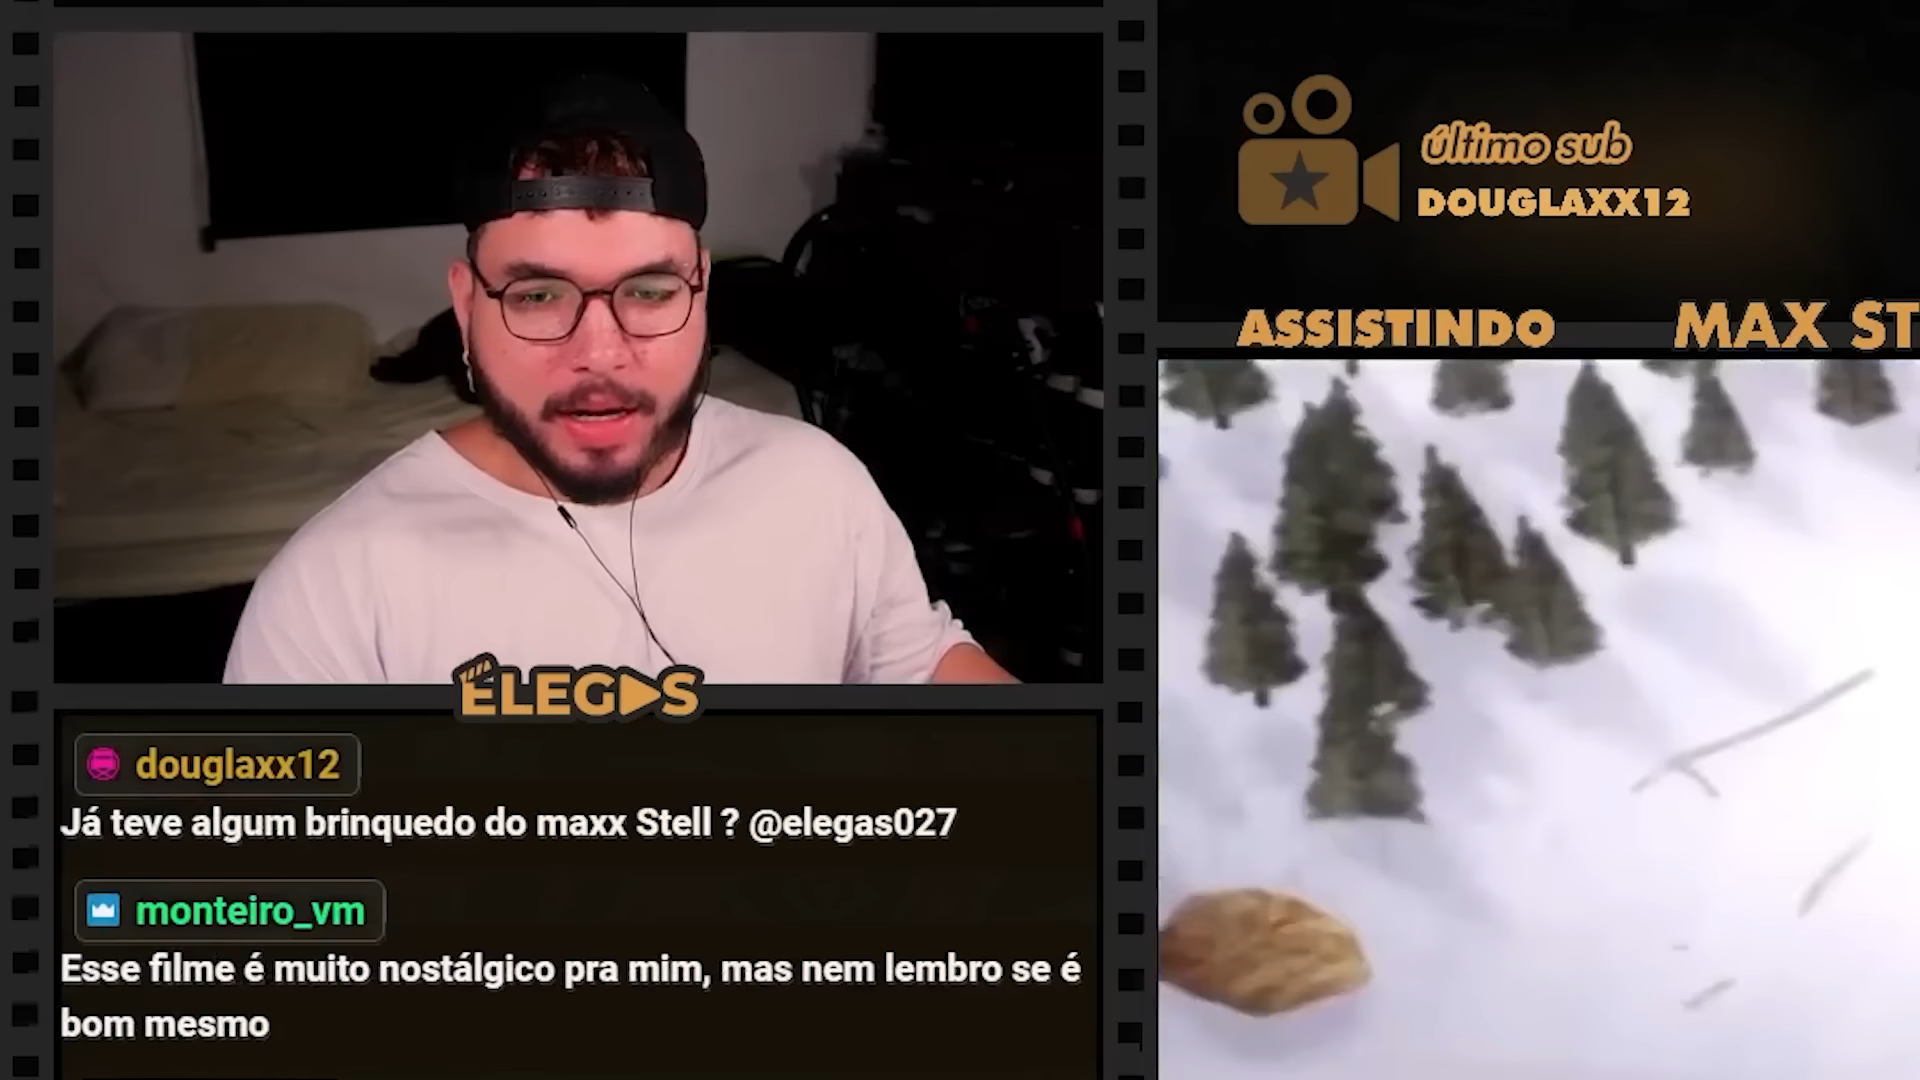 último sub
DOUGLAXX12
ASSISTINDO
MAX ST
ELEGOS
douglaxx12
Já teve algum brinquedo do maxx Stell ? @elegas027
monteiro_vm
Esse filme é muito nostálgico pra mim, mas nem lembro se é
bom mesmo